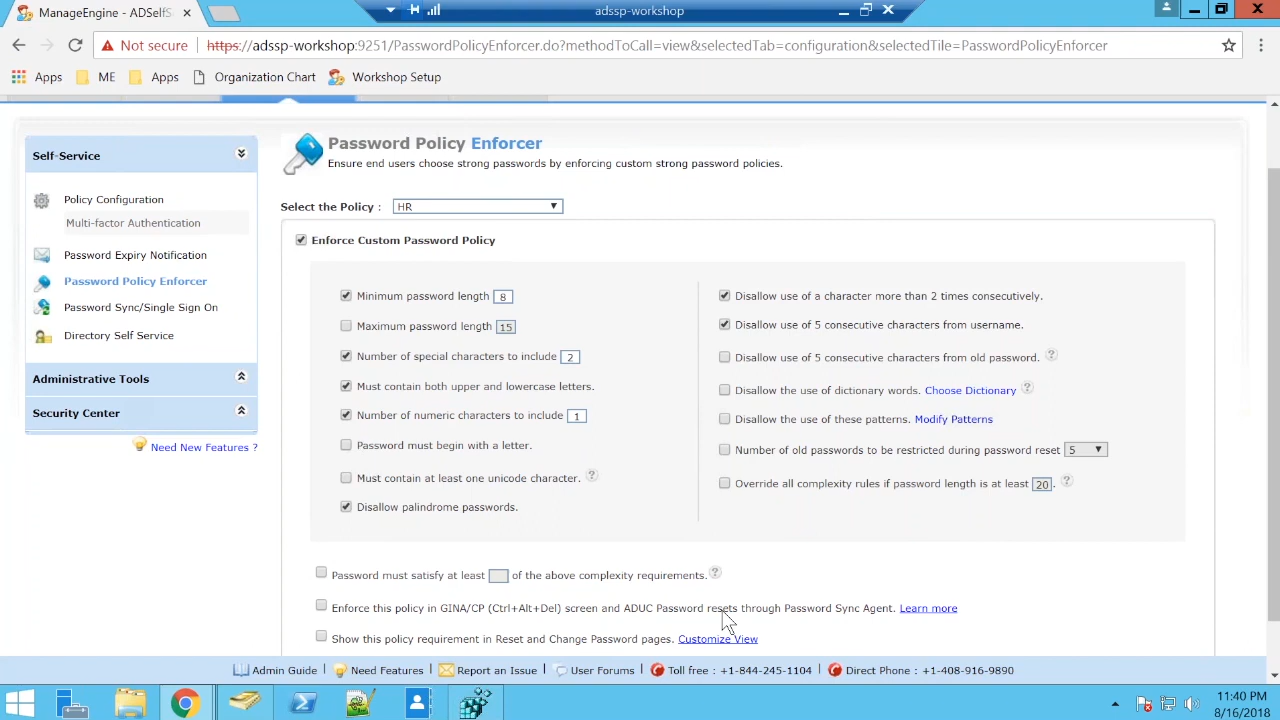 ManageEngine - ADSelfS
adssp-workshop
Not secure
https://adssp-workshop:9251/PasswordPolicyEnforcer.do?methodToCall=view&selectedTab=configuration&selectedTile=PasswordPolicyEnforcer
Apps ME Apps Organization Chart Workshop Setup
Self-Service
Policy Configuration
Multi-factor Authentication
Password Expiry Notification
Password Policy Enforcer
Password Sync/Single Sign On
Directory Self Service
Administrative Tools
Security Center
Need New Features ?
Password Policy Enforcer
Ensure end users choose strong passwords by enforcing custom strong password policies.
Select the Policy : HR
Enforce Custom Password Policy
Minimum password length 8
Maximum password length 15
Number of special characters to include 2
Must contain both upper and lowercase letters.
Number of numeric characters to include 1
Password must begin with a letter.
Must contain at least one unicode character. ?
Disallow palindrome passwords.
Disallow use of a character more than 2 times consecutively.
Disallow use of 5 consecutive characters from username.
Disallow use of 5 consecutive characters from old password. ?
Disallow the use of dictionary words. Choose Dictionary ?
Disallow the use of these patterns. Modify Patterns
Number of old passwords to be restricted during password reset 5
Override all complexity rules if password length is at least 20 . ?
Password must satisfy at least of the above complexity requirements. ?
Enforce this policy in GINA/CP (Ctrl+Alt+Del) screen and ADUC Password resets through Password Sync Agent. Learn more
Show this policy requirement in Reset and Change Password pages. Customize View
Admin Guide | Need Features | Report an Issue | User Forums | Toll free : +1-844-245-1104 | Direct Phone : +1-408-916-9890
11:40 PM
8/16/2018